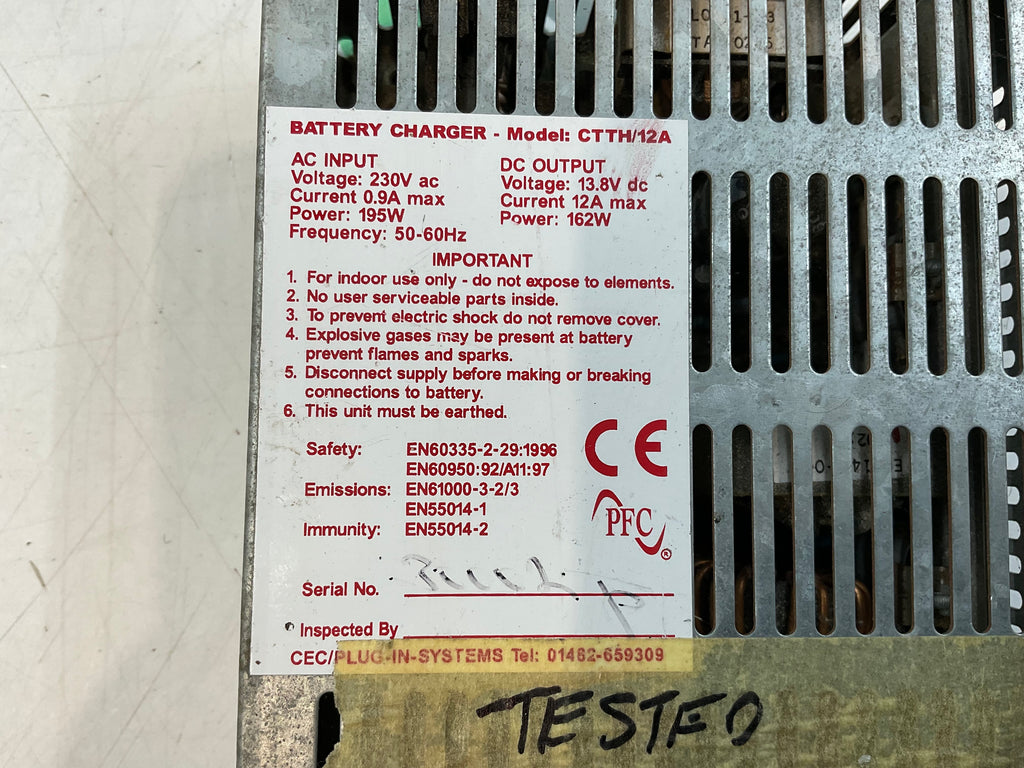 BATTERY CHARGER - Model: CTTH/12A
AC INPUT
Voltage: 230V ac
Current 0.9A max
Power: 195W
Frequency: 50-60Hz
DC OUTPUT
Voltage: 13.8V dc
Current 12A max
Power: 162W
IMPORTANT
1. For indoor use only - do not expose to elements.
2. No user serviceable parts inside.
3. To prevent electric shock do not remove cover.
4. Explosive gases may be present at battery
prevent flames and sparks.
5. Disconnect supply before making or breaking
connections to battery.
6. This unit must be earthed.
Safety: EN60335-2-29:1996
EN60950:92/A11:97
Emissions: EN61000-3-2/3
EN55014-1
Immunity: EN55014-2
CE
PFC®
Serial No.
Inspected By
CEC/PLUG-IN-SYSTEMS Tel: 01482-659309
TESTED